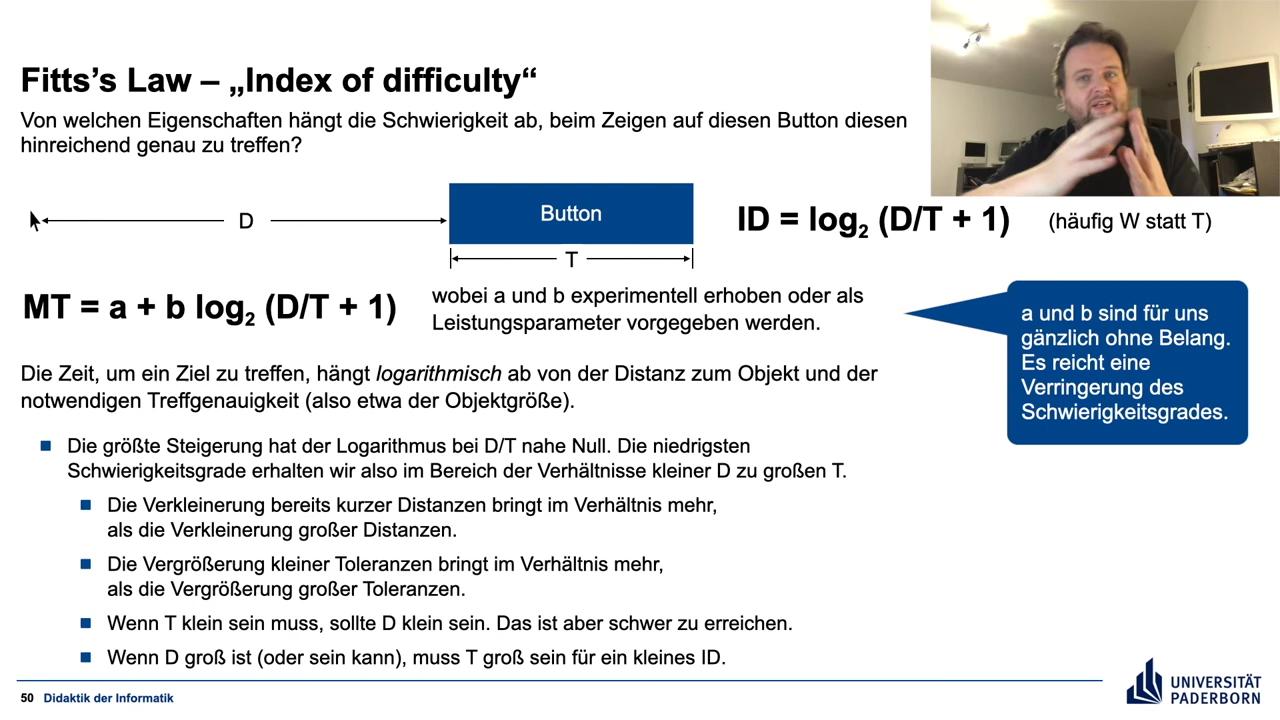 Fitts’s Law – „Index of difficulty“
Von welchen Eigenschaften hängt die Schwierigkeit ab, beim Zeigen auf diesen Button diesen
hinreichend genau zu treffen?
D
Button
T
ID = log₂ (D/T + 1)
(häufig W statt T)
MT = a + b log₂ (D/T + 1)
wobei a und b experimentell erhoben oder als
Leistungsparameter vorgegeben werden.
a und b sind für uns
gänzlich ohne Belang.
Es reicht eine
Verringerung des
Schwierigkeitsgrades.
Die Zeit, um ein Ziel zu treffen, hängt logarithmisch ab von der Distanz zum Objekt und der
notwendigen Treffgenauigkeit (also etwa der Objektgröße).
Die größte Steigerung hat der Logarithmus bei D/T nahe Null. Die niedrigsten
Schwierigkeitsgrade erhalten wir also im Bereich der Verhältnisse kleiner D zu großen T.
Die Verkleinerung bereits kurzer Distanzen bringt im Verhältnis mehr,
als die Verkleinerung großer Distanzen.
Die Vergrößerung kleiner Toleranzen bringt im Verhältnis mehr,
als die Vergrößerung großer Toleranzen.
Wenn T klein sein muss, sollte D klein sein. Das ist aber schwer zu erreichen.
Wenn D groß ist (oder sein kann), muss T groß sein für ein kleines ID.
50 Didaktik der Informatik
UNIVERSITÄT
PADERBORN